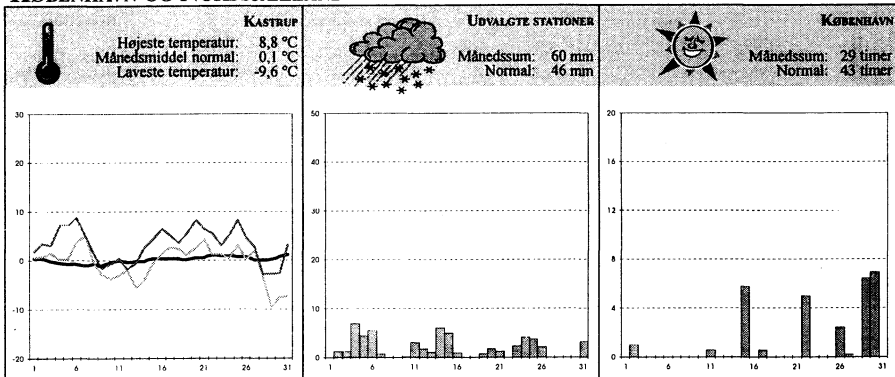 KASTRUP
Højeste temperatur: 8,8 °C
Månedsmiddel normal: 0,1 °C
Laveste temperatur: -9,6 °C
30
20
10
0
-10
-20
1 6 11 16 21 26 31
UDVALGTE STATIONER
Månedssum: 60 mm
Normal: 46 mm
50
40
30
20
10
0
1 6 11 16 21 26 31
KØBENHAVN
Månedssum: 29 timer
Normal: 43 timer
20
16
12
8
4
0
1 6 11 16 21 26 31